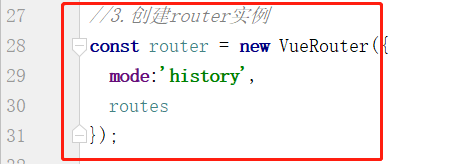 27 //3.创建router实例
28 const router = new VueRouter({
29 mode:'history',
30 routes
31 });